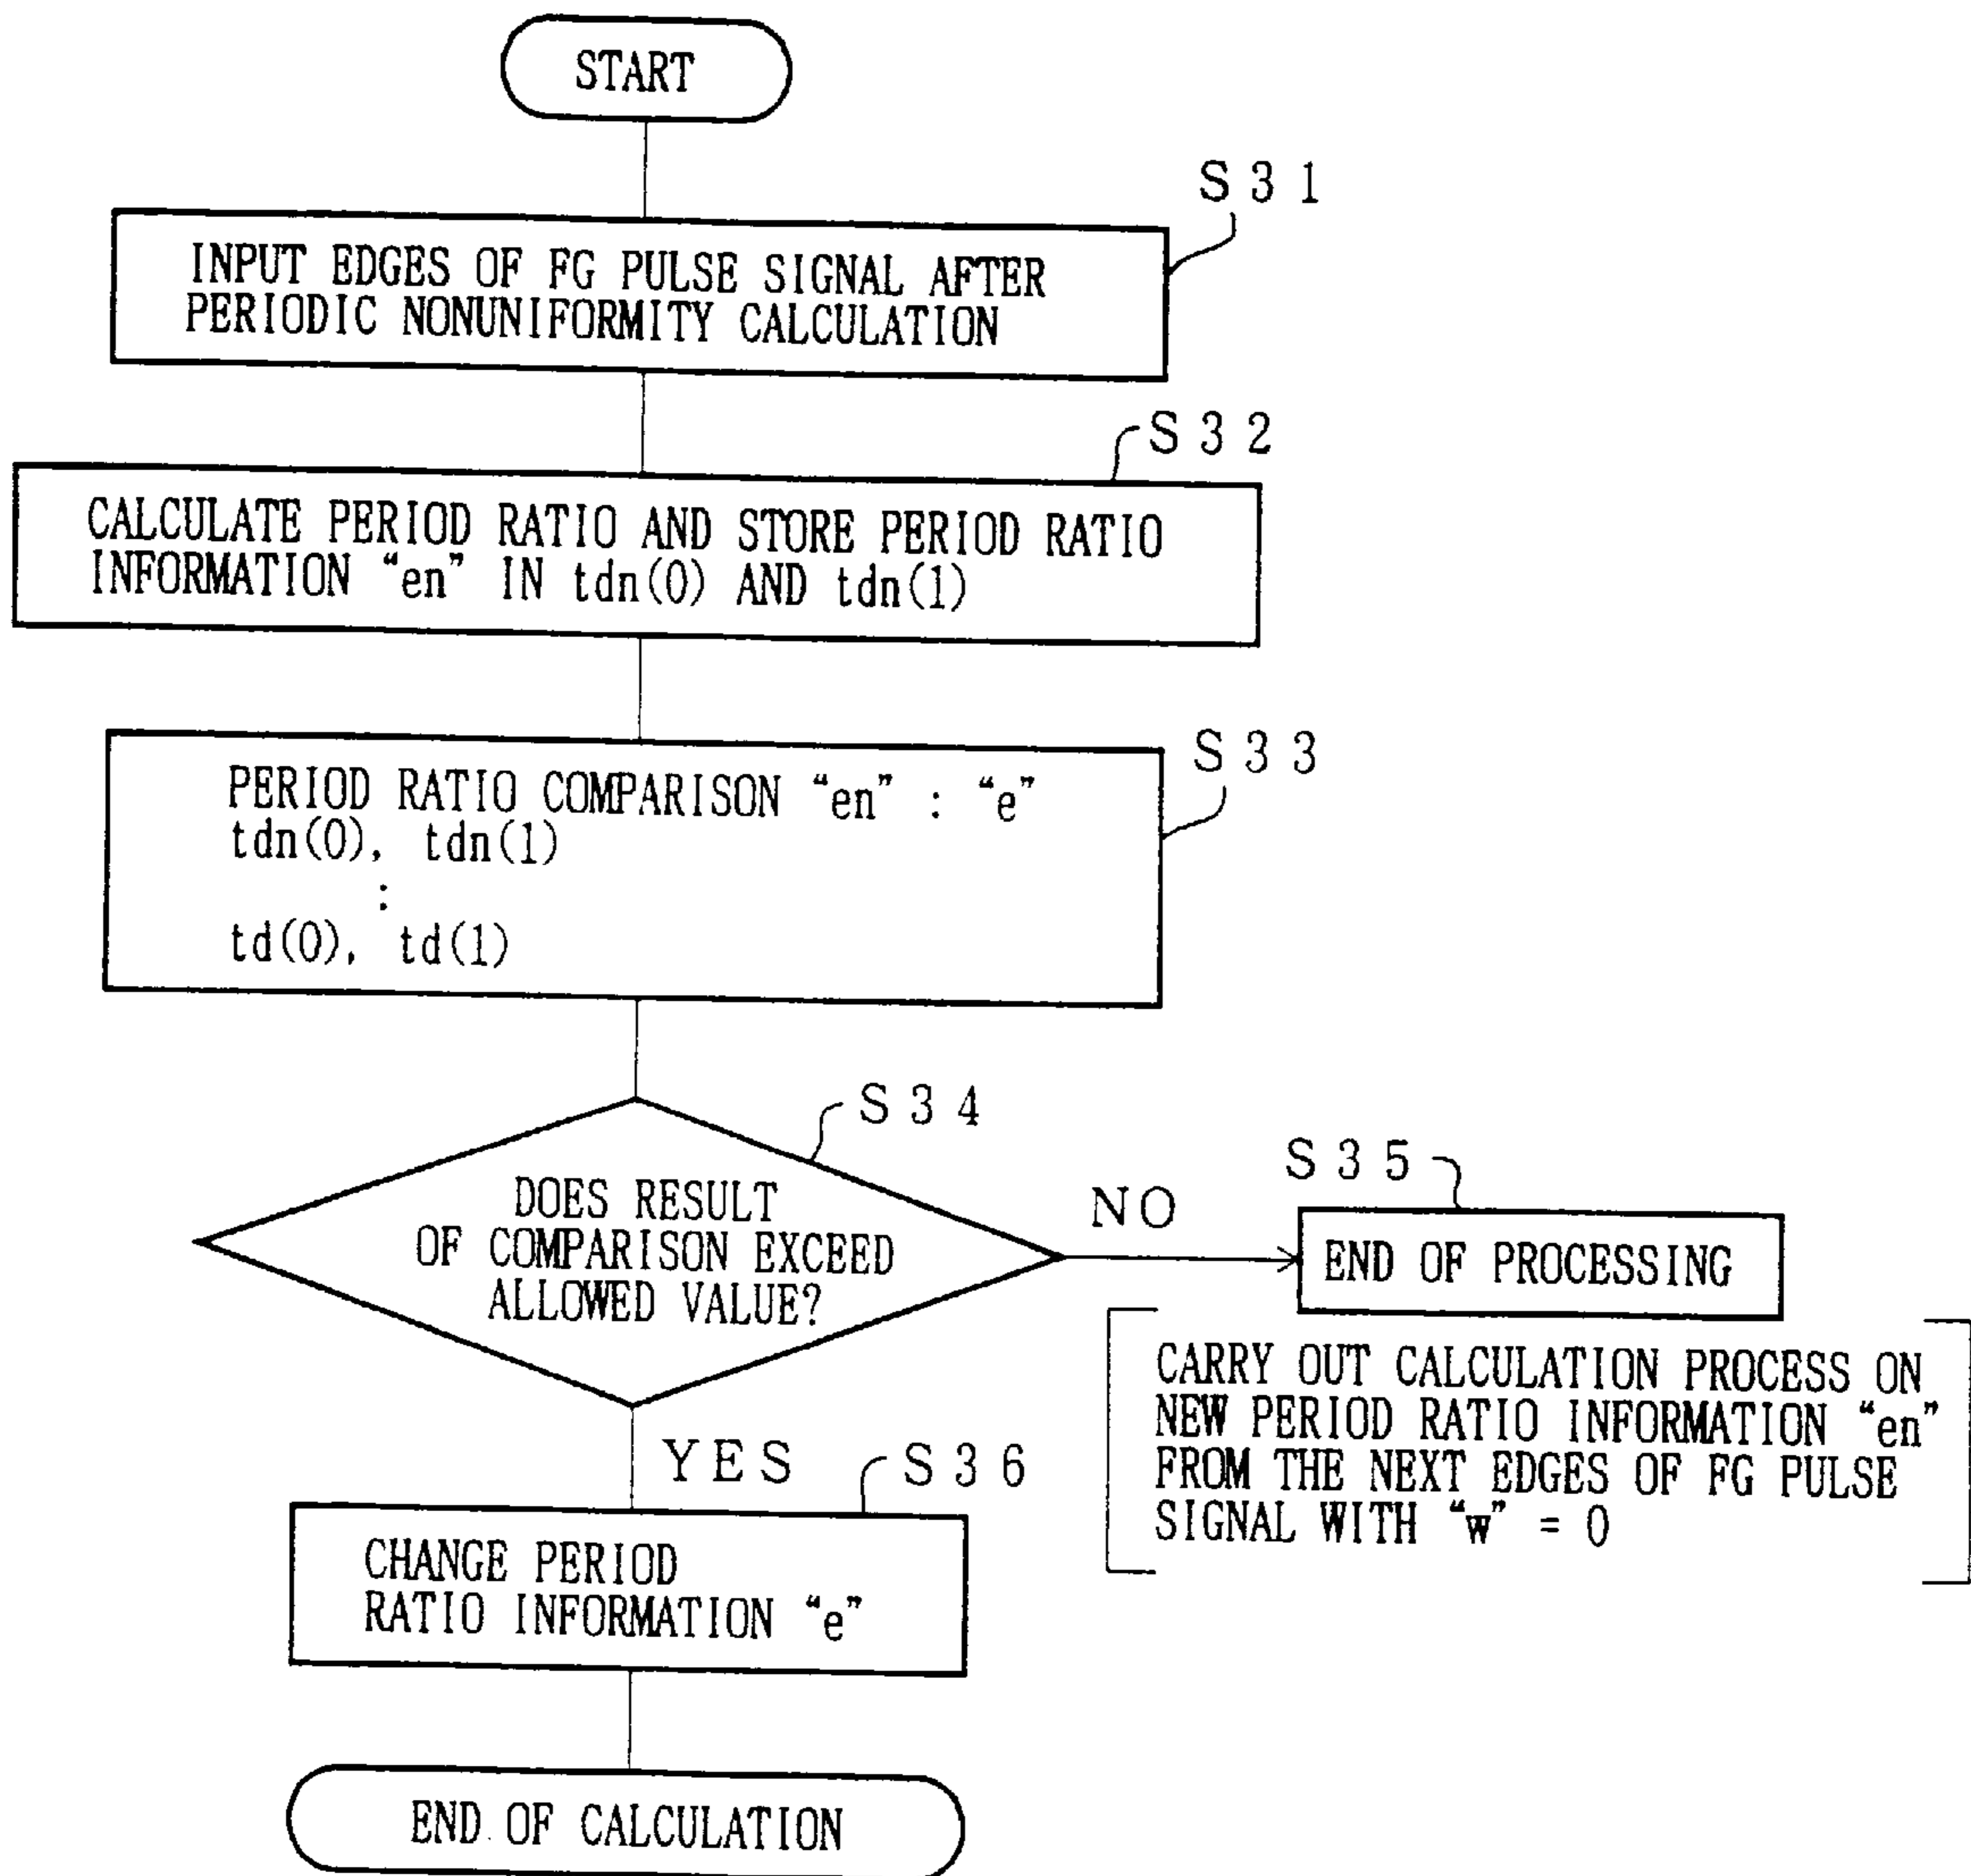 START
S31
INPUT EDGES OF FG PULSE SIGNAL AFTER
PERIODIC NONUNIFORMITY CALCULATION
S32
CALCULATE PERIOD RATIO AND STORE PERIOD RATIO
INFORMATION “en” IN tdn(0) AND tdn(1)
S33
PERIOD RATIO COMPARISON “en” : “e”
tdn(0), tdn(1)
:
td(0), td(1)
S34
DOES RESULT
OF COMPARISON EXCEED
ALLOWED VALUE?
NO
S35
END OF PROCESSING
CARRY OUT CALCULATION PROCESS ON
NEW PERIOD RATIO INFORMATION “en”
FROM THE NEXT EDGES OF FG PULSE
SIGNAL WITH “w” = 0
YES
S36
CHANGE PERIOD
RATIO INFORMATION “e”
END OF CALCULATION